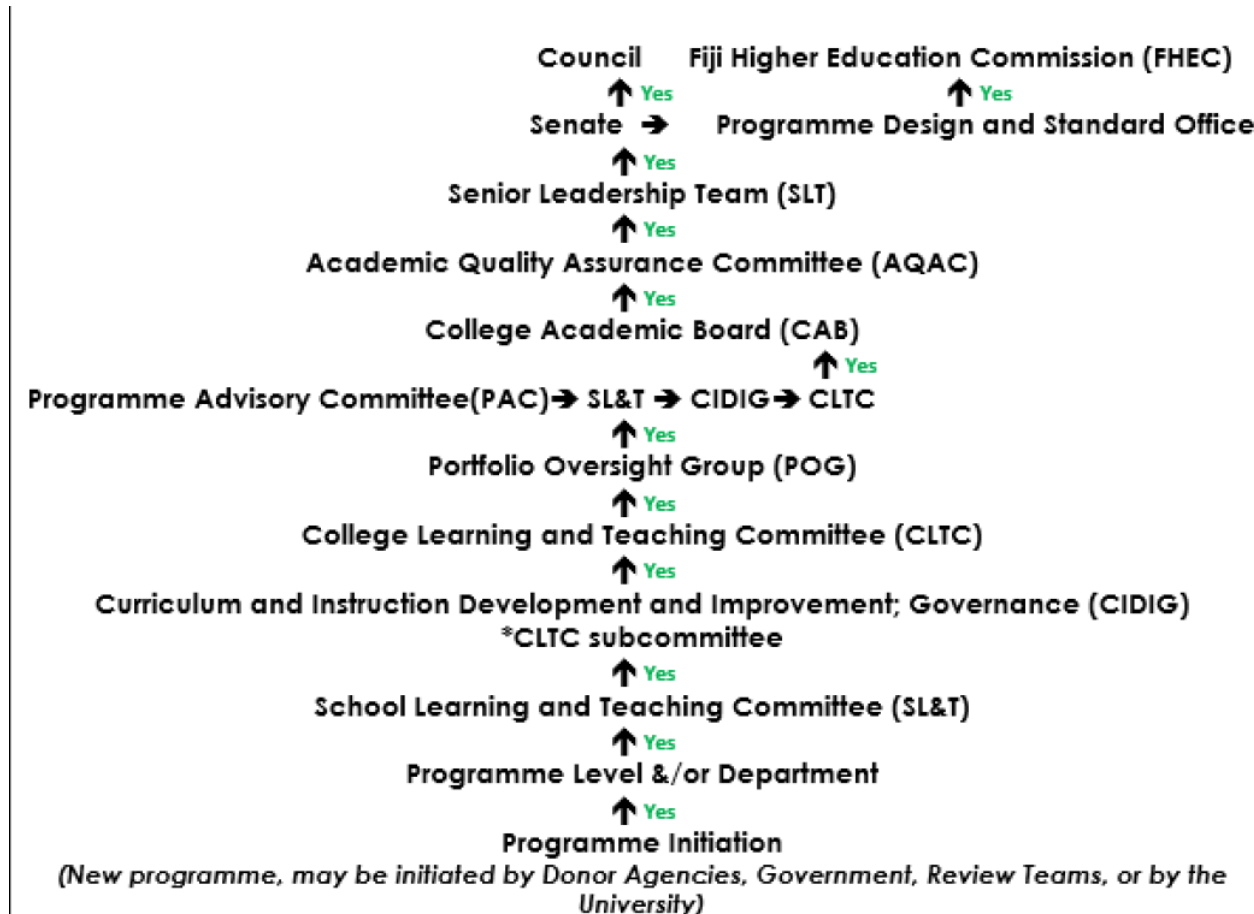 Council Fiji Higher Education Commission (FHEC)
↑ Yes ↑ Yes
Senate → Programme Design and Standard Office
↑ Yes
Senior Leadership Team (SLT)
↑ Yes
Academic Quality Assurance Committee (AQAC)
↑ Yes
College Academic Board (CAB)
↑ Yes
Programme Advisory Committee(PAC)→ SL&T → CIDIG→ CLTC
↑ Yes
Portfolio Oversight Group (POG)
↑ Yes
College Learning and Teaching Committee (CLTC)
↑ Yes
Curriculum and Instruction Development and Improvement; Governance (CIDIG)
*CLTC subcommittee
↑ Yes
School Learning and Teaching Committee (SL&T)
↑ Yes
Programme Level &/or Department
↑ Yes
Programme Initiation
(New programme, may be initiated by Donor Agencies, Government, Review Teams, or by the
University)